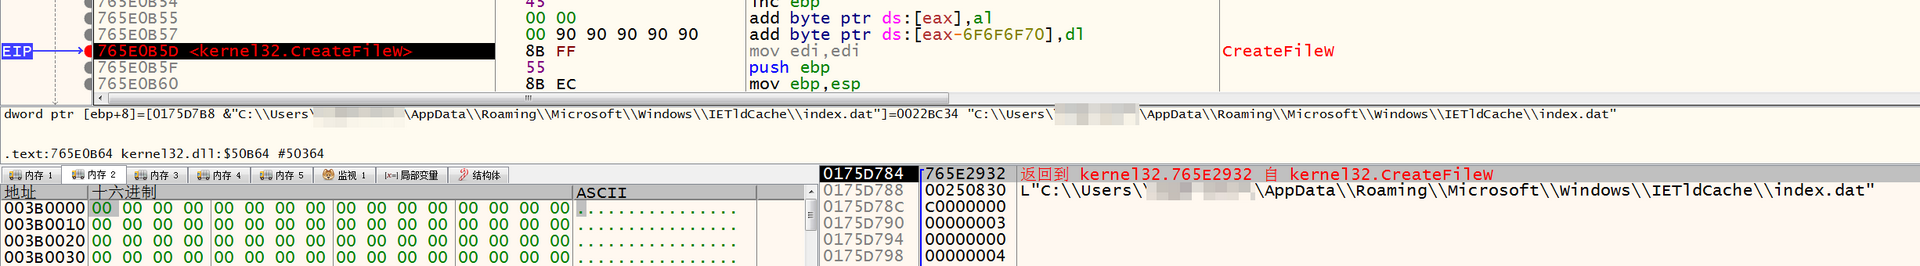 765E0B54 45 inc ebp
765E0B55 00 00 add byte ptr ds:[eax],al
765E0B57 00 90 90 90 90 90 add byte ptr ds:[eax-6F6F6F70],dl
EIP 765E0B5D <kernel32.CreateFileW> 8B FF mov edi,edi CreateFileW
765E0B5F 55 push ebp
765E0B60 8B EC mov ebp,esp
dword ptr [ebp+8]=[0175D7B8 &"C:\\Users\ \AppData\\Roaming\\Microsoft\\Windows\\IETldCache\\index.dat"]=0022BC34 "C:\\Users\ \AppData\\Roaming\\Microsoft\\Windows\\IETldCache\\index.dat"
.text:765E0B64 kernel32.dll:$50B64 #50364
内存 1 内存 2 内存 3 内存 4 内存 5 监视 1 [x=] 局部变量 结构体
地址 十六进制 ASCII
003B0000 00 00 00 00 00 00 00 00 00 00 00 00 00 00 00 00 ................
003B0010 00 00 00 00 00 00 00 00 00 00 00 00 00 00 00 00 ................
003B0020 00 00 00 00 00 00 00 00 00 00 00 00 00 00 00 00 ................
003B0030 00 00 00 00 00 00 00 00 00 00 00 00 00 00 00 00 ................
0175D784 765E2932 返回到 kernel32.765E2932 自 kernel32.CreateFileW
0175D788 00250830 L"C:\\Users\ \AppData\\Roaming\\Microsoft\\Windows\\IETldCache\\index.dat"
0175D78C C0000000
0175D790 00000003
0175D794 00000000
0175D798 00000004